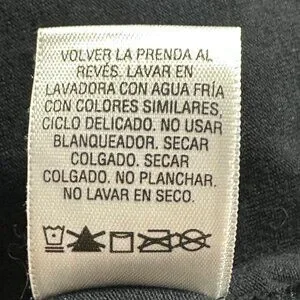 VOLVER LA PRENDA AL
REVÉS. LAVAR EN
LAVADORA CON AGUA FRÍA
CON COLORES SIMILARES,
CICLO DELICADO. NO USAR
BLANQUEADOR. SECAR
COLGADO. SECAR
COLGADO. NO PLANCHAR.
NO LAVAR EN SECO.